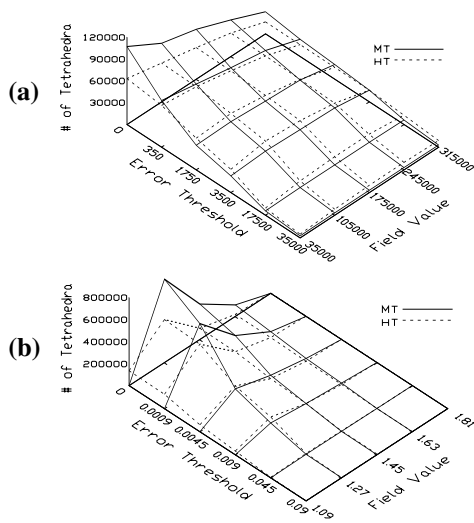 (a)
# of Tetrahedra
120000
90000
60000
30000
0
350
1750
3500
17500
35000
Error Threshold
35000
105000
175000
245000
315000
Field Value
MT
HT
(b)
# of Tetrahedra
800000
600000
400000
200000
0
0.0009
0.0045
0.009
0.045
0.09
Error Threshold
1.09
1.27
1.45
1.63
1.81
Field Value
MT
HT